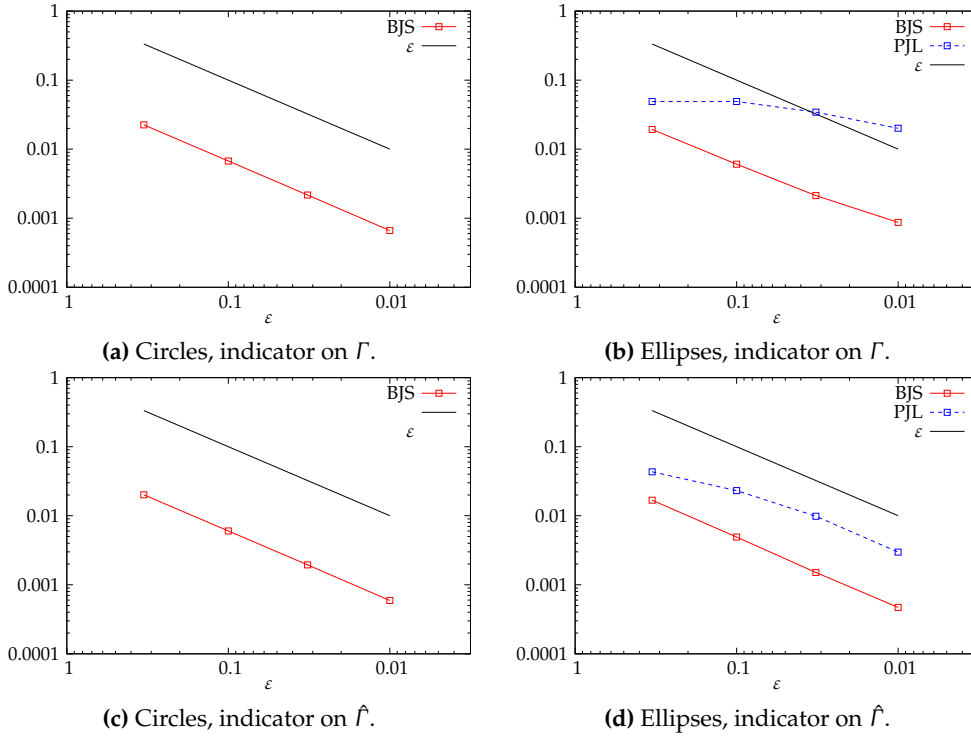 1
0.1
0.01
0.001
0.0001
1
0.1
0.01
ε
BJS
ε
(a) Circles, indicator on Γ.
1
0.1
0.01
0.001
0.0001
1
0.1
0.01
ε
BJS
PJL
ε
(b) Ellipses, indicator on Γ.
1
0.1
0.01
0.001
0.0001
1
0.1
0.01
ε
BJS
ε
(c) Circles, indicator on Γ̂.
1
0.1
0.01
0.001
0.0001
1
0.1
0.01
ε
BJS
PJL
ε
(d) Ellipses, indicator on Γ̂.